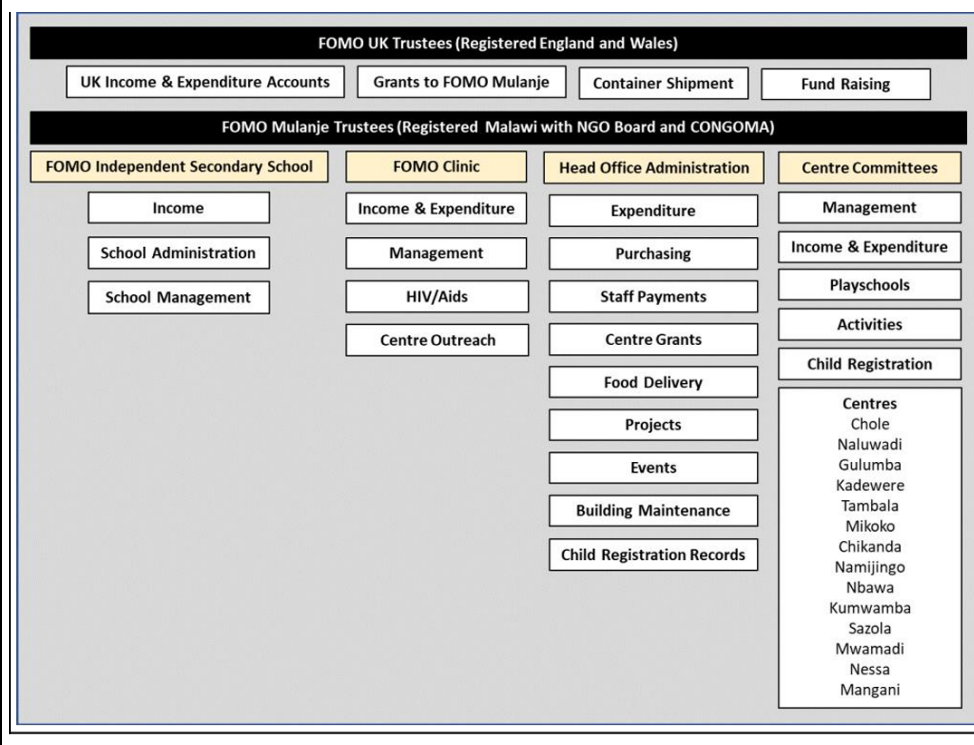 FOMO UK Trustees (Registered England and Wales)
UK Income & Expenditure Accounts
Grants to FOMO Mulanje
Container Shipment
Fund Raising
FOMO Mulanje Trustees (Registered Malawi with NGO Board and CONGOMA)
FOMO Independent Secondary School
Income
School Administration
School Management
FOMO Clinic
Income & Expenditure
Management
HIV/Aids
Centre Outreach
Head Office Administration
Expenditure
Purchasing
Staff Payments
Centre Grants
Food Delivery
Projects
Events
Building Maintenance
Child Registration Records
Centre Committees
Management
Income & Expenditure
Playschools
Activities
Child Registration
Centres
Chole
Naluwadi
Gulumba
Kadewere
Tambala
Mikoko
Chikanda
Namijingo
Nbawa
Kumwamba
Sazola
Mwamadi
Nessa
Mangani